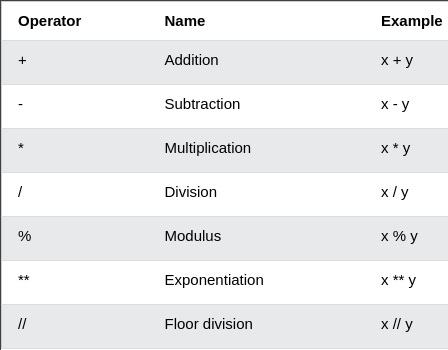 Operator Name Example
+ Addition x + y
- Subtraction x - y
* Multiplication x * y
/ Division x / y
% Modulus x % y
** Exponentiation x ** y
// Floor division x // y